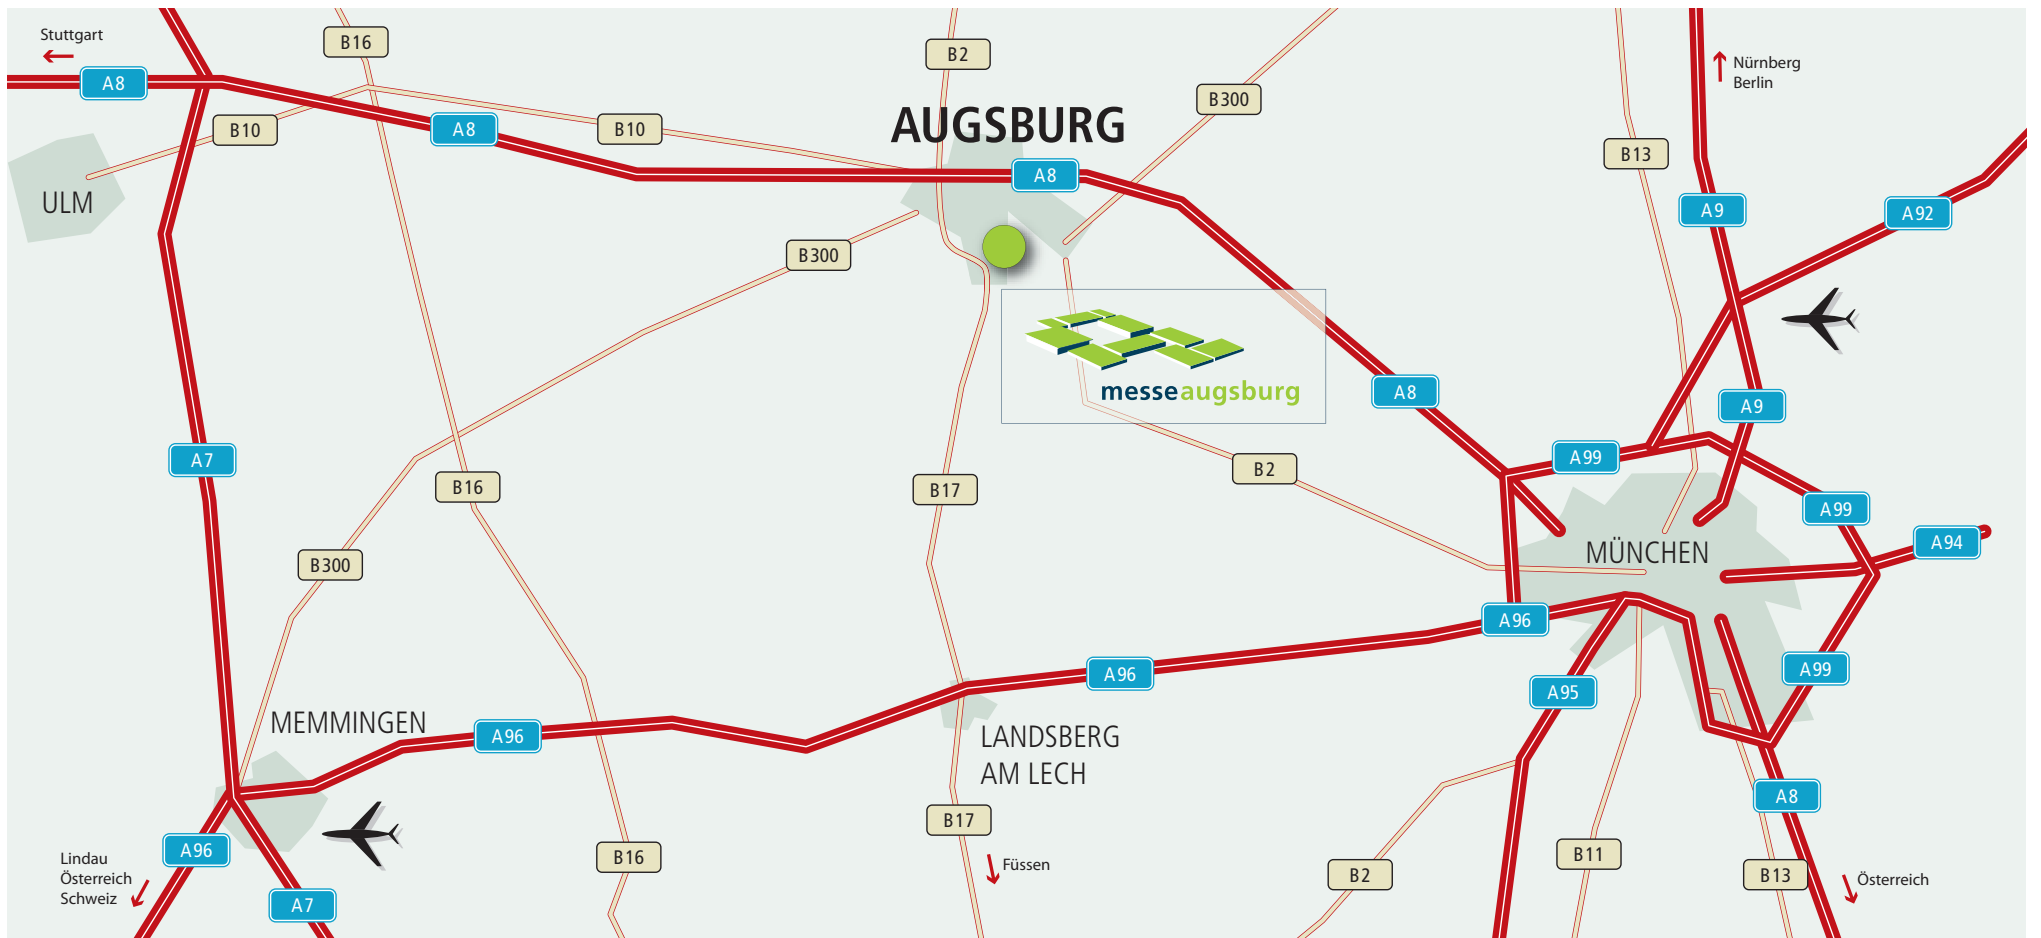 Stuttgart
B16
B2
Nürnberg
Berlin
A8
B10
A8
B10
AUGSBURG
B300
B13
A8
ULM
A9
A92
B300
messeaugsburg
A8
A9
A7
B16
B17
B2
A99
A99
A94
MÜNCHEN
B300
A96
A96
A95
A99
MEMMINGEN
A96
LANDSBERG
AM LECH
A8
B17
A96
B16
Füssen
B2
B11
B13
Österreich
Lindau
Österreich
Schweiz
A7